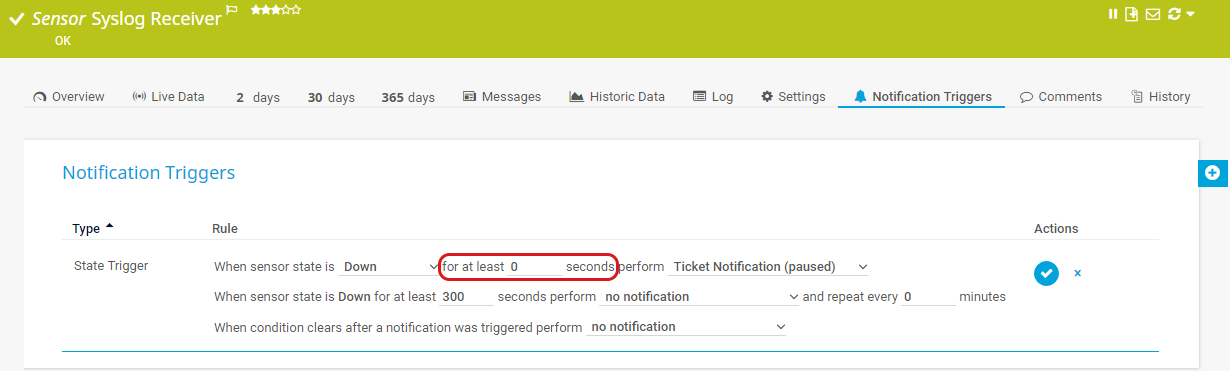 Sensor Syslog Receiver
OK
Overview Live Data 2 days 30 days 365 days Messages Historic Data Log Settings Notification Triggers Comments History
Notification Triggers
Type Rule Actions
State Trigger When sensor state is Down for at least 0 seconds perform Ticket Notification (paused)
When sensor state is Down for at least 300 seconds perform no notification and repeat every 0 minutes
When condition clears after a notification was triggered perform no notification